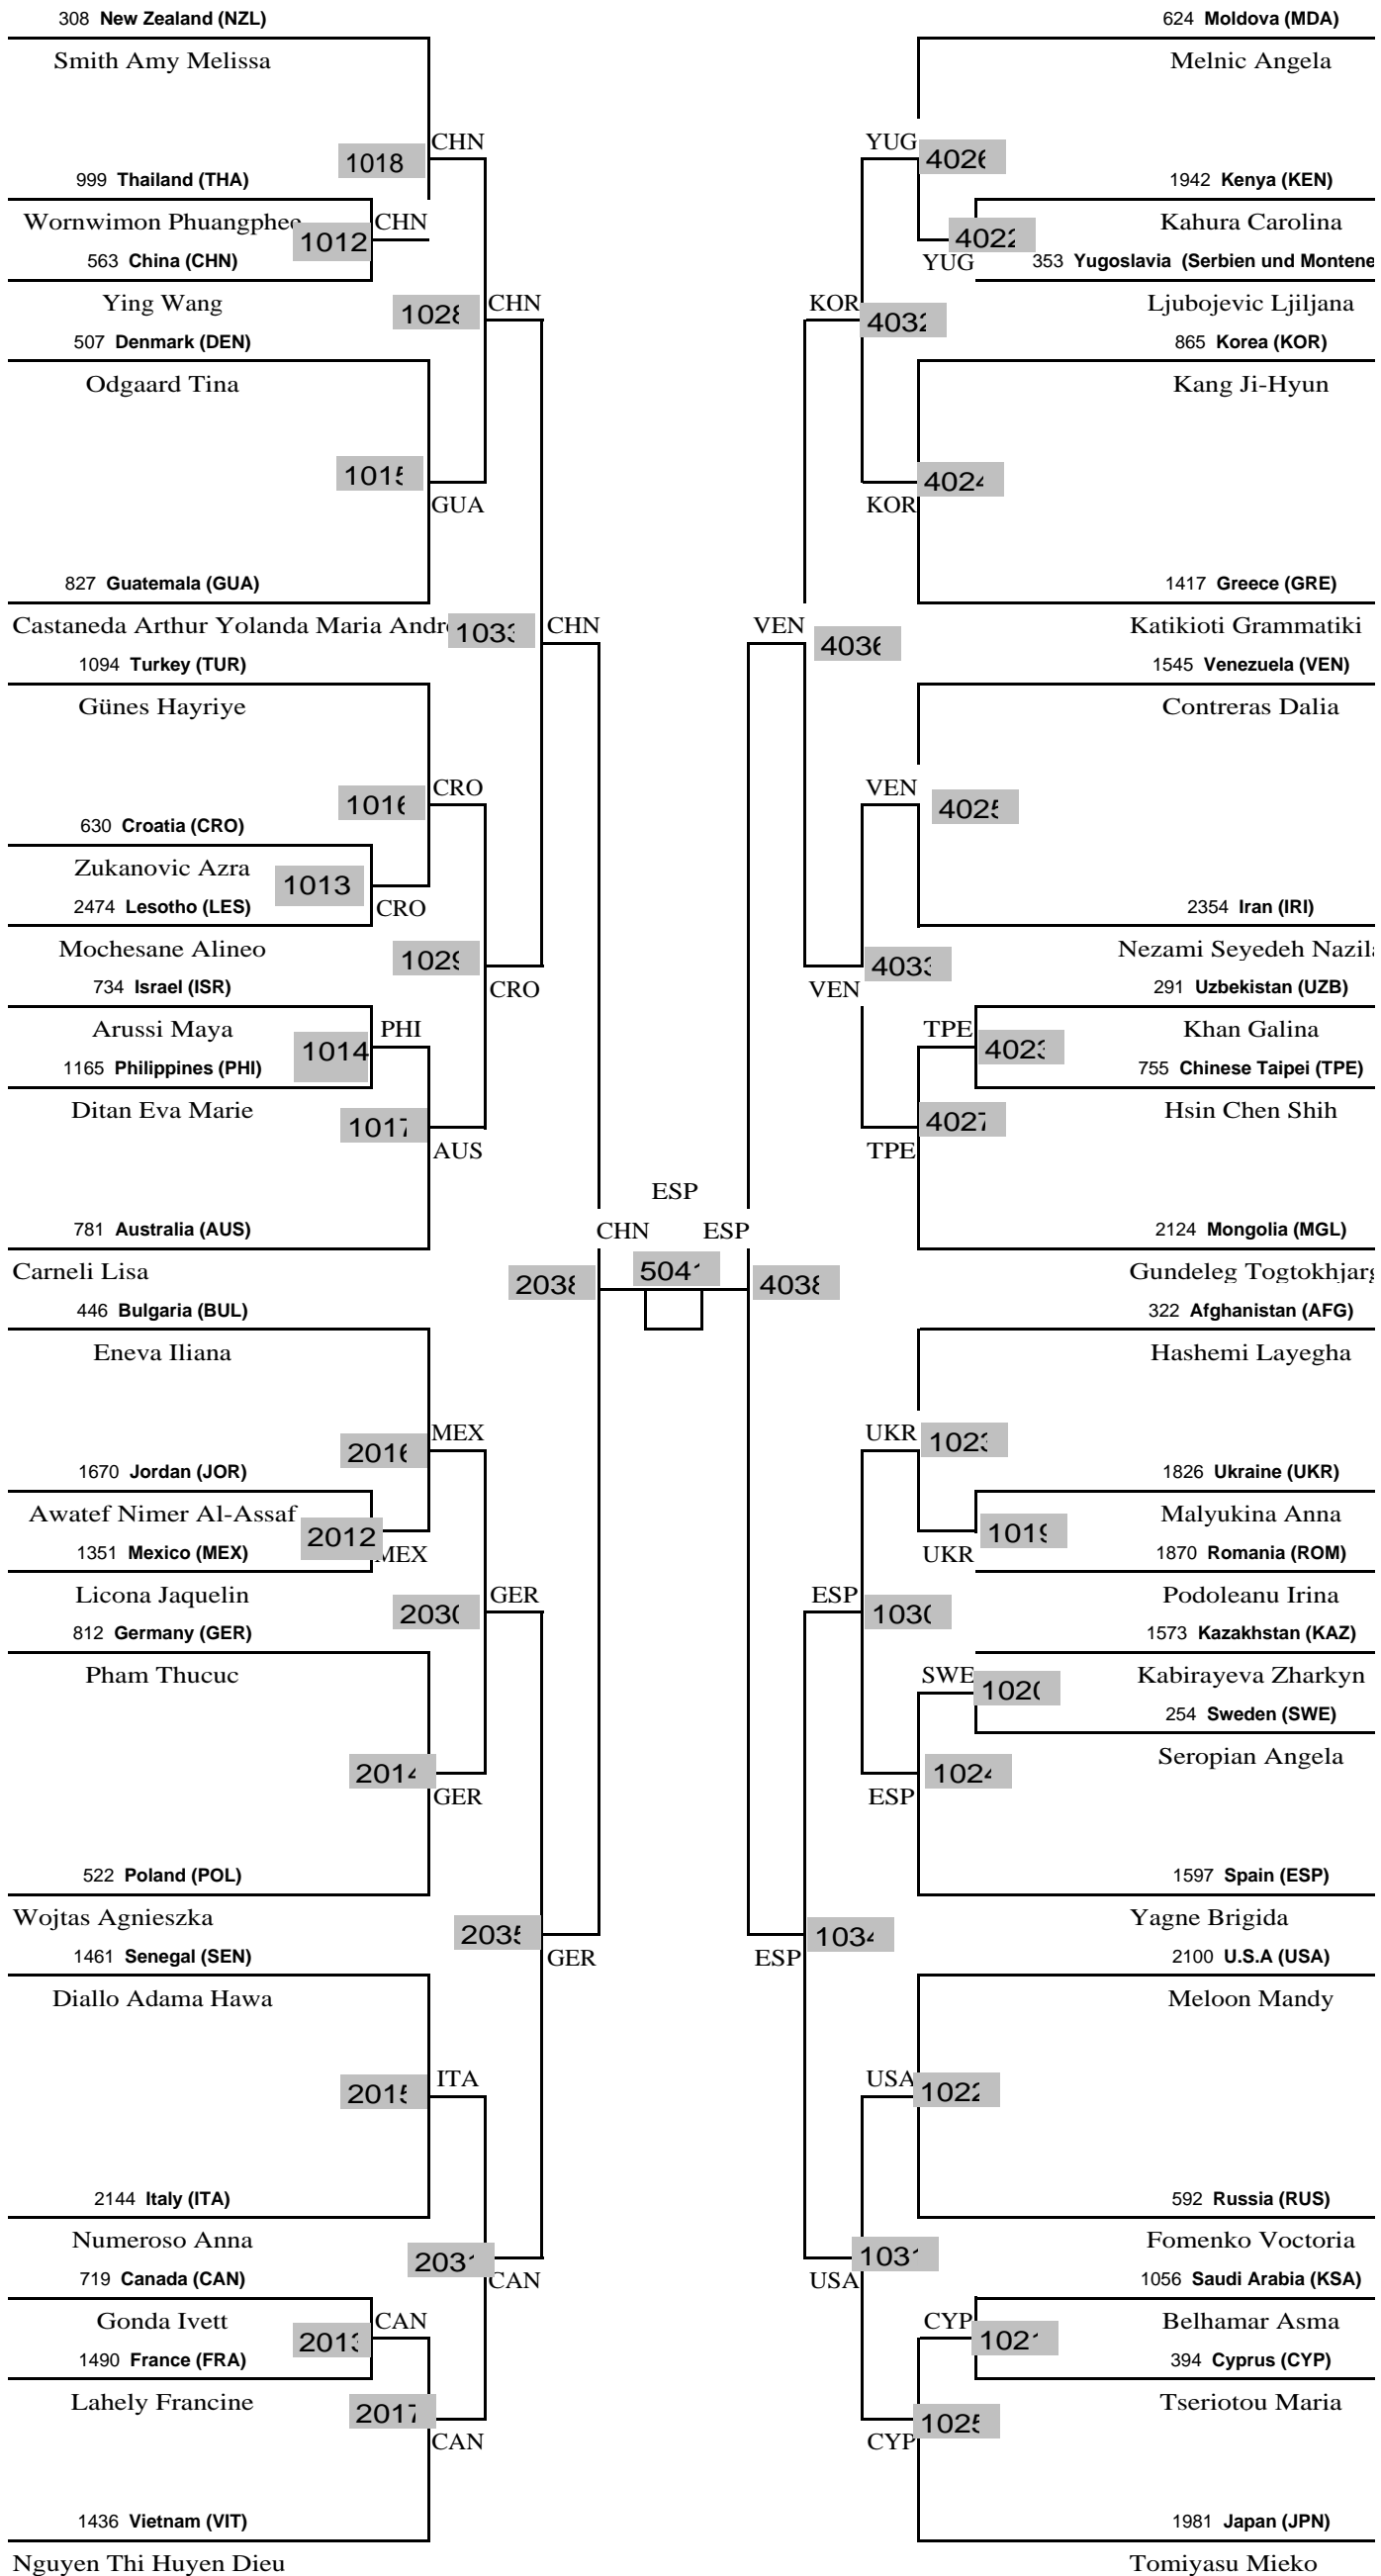 308 New Zealand (NZL)
Smith Amy Melissa
CHN
1018
999 Thailand (THA)
Wornwimon Phuangphee
CHN
1012
563 China (CHN)
Ying Wang
CHN
507 Denmark (DEN)
Odgaard Tina
GUA
827 Guatemala (GUA)
Castaneda Arthur Yolanda Maria
CHN
1094 Turkey (TUR)
Günes Hayriye
CRO
630 Croatia (CRO)
Zukanovic Azra
1013
2474 Lesotho (LES)
CRO
Mochesane Alineo
734 Israel (ISR)
CRO
Arussi Maya
PHI
1014
1165 Philippines (PHI)
Ditan Eva Marie
AUS
781 Australia (AUS)
CHN
Carneli Lisa
446 Bulgaria (BUL)
Eneva Iliana
MEX
1670 Jordan (JOR)
Awatef Nimer Al-Assaf
2012
1351 Mexico (MEX)
MEX
Licona Jaquelin
GER
812 Germany (GER)
Pham Thucuc
GER
522 Poland (POL)
Wojtas Agnieszka
1461 Senegal (SEN)
GER
Diallo Adama Hawa
ITA
2144 Italy (ITA)
Numeroso Anna
719 Canada (CAN)
CAN
Gonda Ivett
CAN
1490 France (FRA)
Lahely Francine
CAN
1436 Vietnam (VIT)
Nguyen Thi Huyen Dieu
ESP
ESP
624 Moldova (MDA)
Melnic Angela
YUG
1942 Kenya (KEN)
Kahura Carolina
YUG
353 Yugoslavia (Serbien und
Ljubojevic Ljiljana
KOR
865 Korea (KOR)
Kang Ji-Hyun
KOR
1417 Greece (GRE)
Katikioti Grammatiki
VEN
1545 Venezuela (VEN)
Contreras Dalia
VEN
2354 Iran (IRI)
Nezami Seyedeh
VEN
291 Uzbekistan (UZB)
Khan Galina
TPE
755 Chinese Taipei (TPE)
Hsin Chen Shih
TPE
2124 Mongolia (MGL)
Gundeleg
322 Afghanistan (AFG)
Hashemi Layegha
UKR
1826 Ukraine (UKR)
Malyukina Anna
UKR
1870 Romania (ROM)
Podoleanu Irina
ESP
1573 Kazakhstan (KAZ)
Kabirayeva Zharkyn
SWE
254 Sweden (SWE)
Seropian Angela
ESP
1597 Spain (ESP)
Yagne Brigida
ESP
2100 U.S.A (USA)
Meloon Mandy
USA
592 Russia (RUS)
Fomenko Voctoria
USA
1056 Saudi Arabia (KSA)
Belhamar Asma
CYP
394 Cyprus (CYP)
Tseriotou Maria
CYP
1981 Japan (JPN)
Tomiyasu Mieko